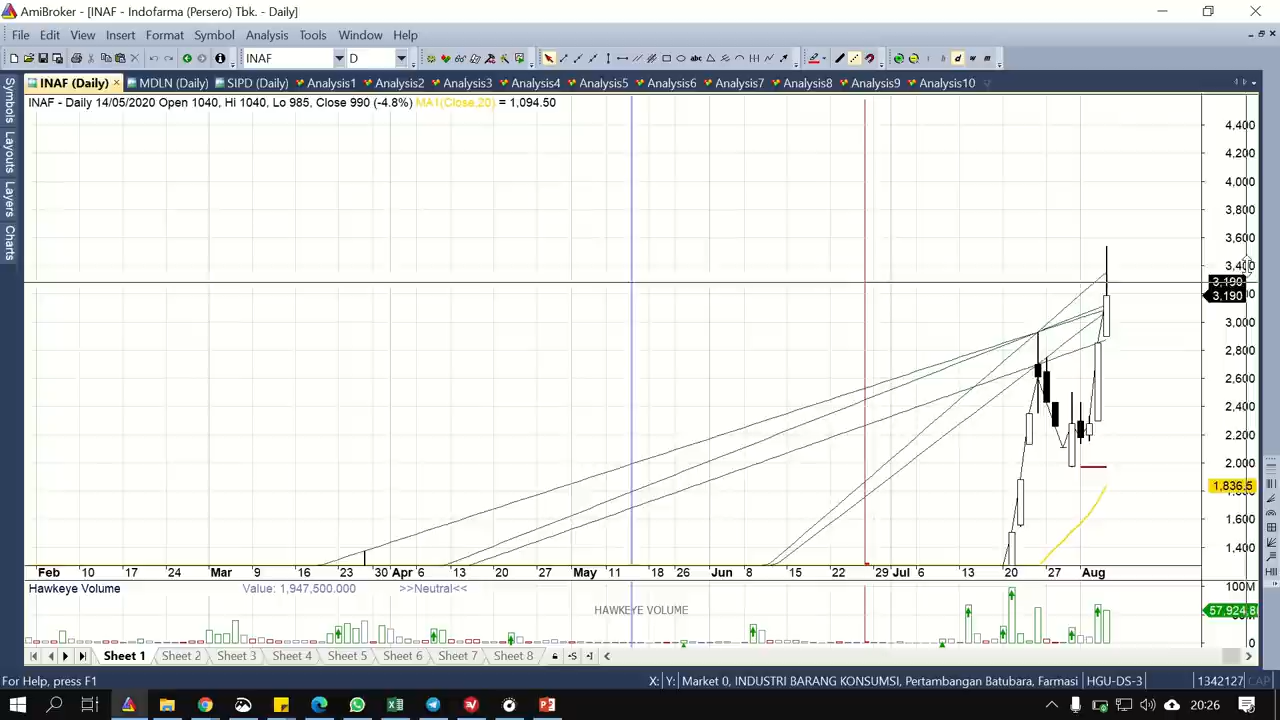 AmiBroker - [INAF - Indofarma (Persero) Tbk. - Daily]
File Edit View Insert Format Symbol Analysis Tools Window Help
INAF D
INAF (Daily) MDLN (Daily) SIPD (Daily) Analysis1 Analysis2 Analysis3 Analysis4 Analysis5 Analysis6 Analysis7 Analysis8 Analysis9 Analysis10
INAF - Daily 14/05/2020 Open 1040, Hi 1040, Lo 985, Close 990 (-4.8%) MA1(Close,20) = 1,094.50
Symbols
Layouts
Layers
Charts
4,400
4,200
4,000
3,800
3,600
3,400
3,190
3,190
3,000
2,800
2,600
2,400
2,200
2,000
1,836.5
1,600
1,400
Feb 10 17 24 Mar 9 16 23 30 Apr 6 13 20 27 May 11 18 26 Jun 8 15 22 29 Jul 6 13 20 27 Aug
Hawkeye Volume Value: 1,947,500.000 >>Neutral<<
100M
HAWKEYE VOLUME
0
Sheet 1 Sheet 2 Sheet 3 Sheet 4 Sheet 5 Sheet 6 Sheet 7 Sheet 8
For Help, press F1 X: Y: Market 0, INDUSTRI BARANG KONSUMSI, Pertambangan Batubara, Farmasi HGU-DS-3 1342127 CAP
20:26